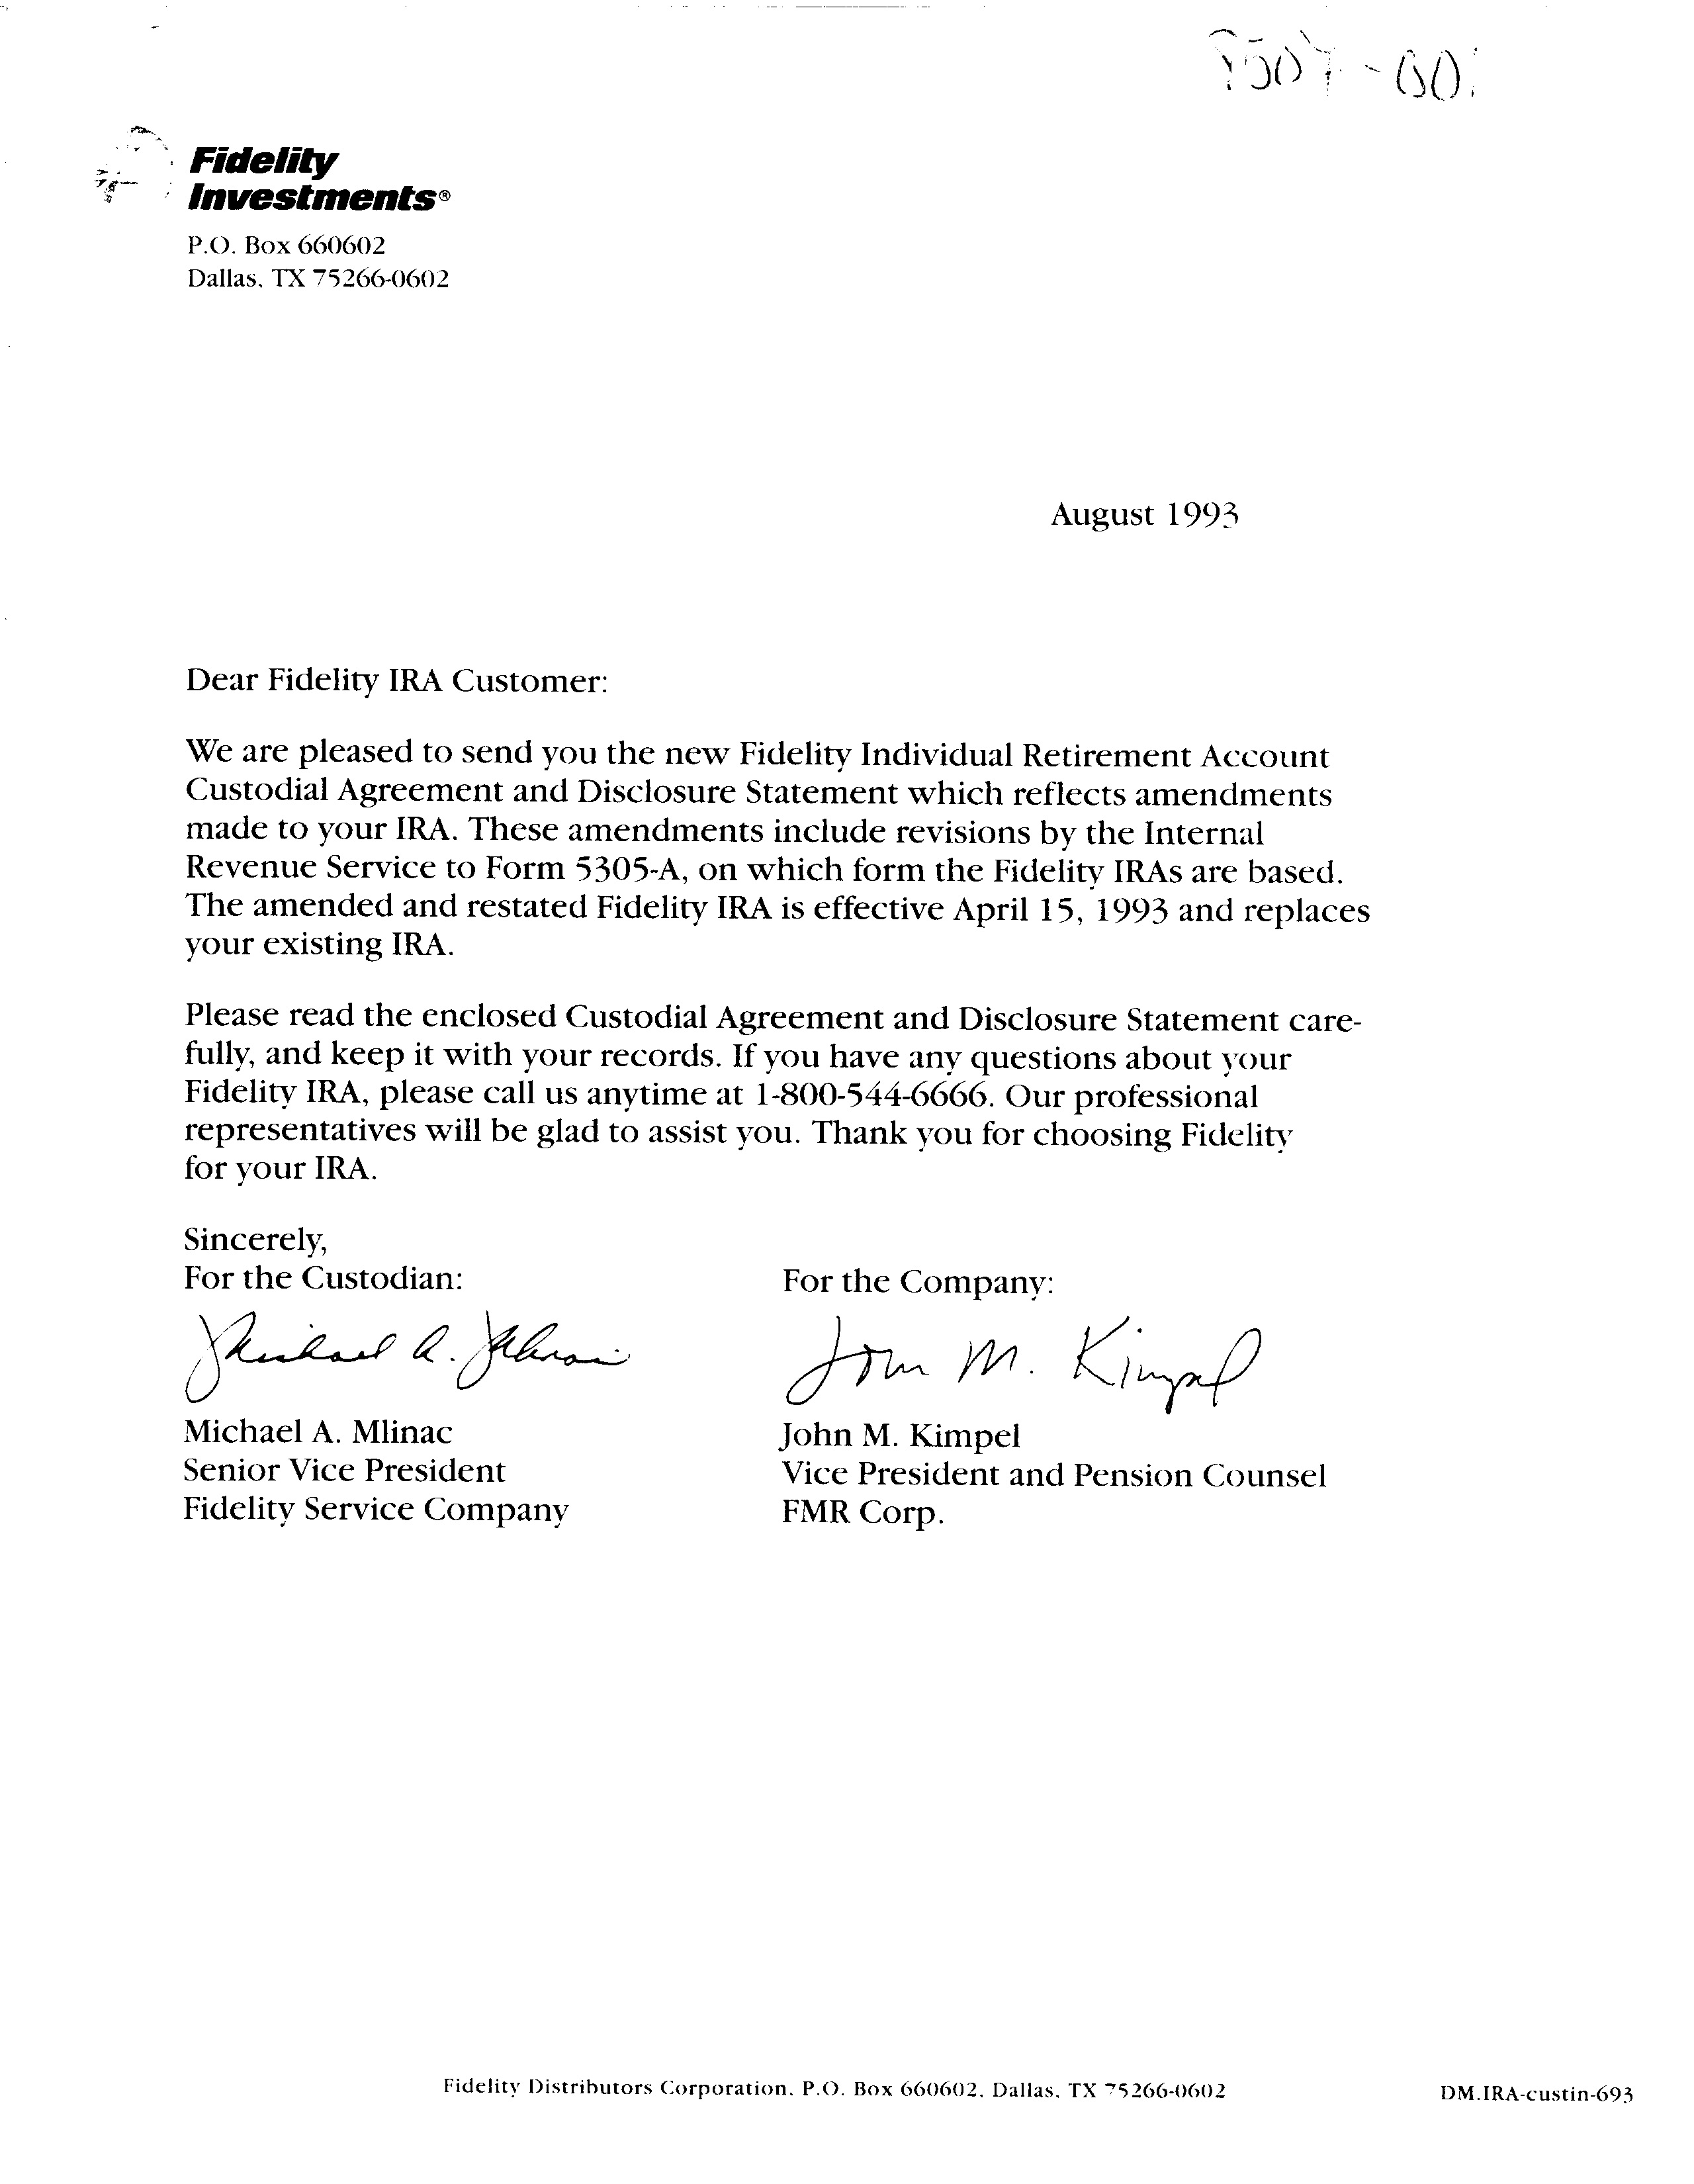 Fidelity
Investments®
P.O. Box 660602
Dallas, TX 75266-0602
August 1993
Dear Fidelity IRA Customer:
We are pleased to send you the new Fidelity Individual Retirement Account
Custodial Agreement and Disclosure Statement which reflects amendments
made to your IRA. These amendments include revisions by the Internal
Revenue Service to Form 5305-A, on which form the Fidelity IRAs are based.
The amended and restated Fidelity IRA is effective April 15, 1993 and replaces
your existing IRA.
Please read the enclosed Custodial Agreement and Disclosure Statement care-
fully, and keep it with your records. If you have any questions about your
Fidelity IRA, please call us anytime at 1-800-544-6666. Our professional
representatives will be glad to assist you. Thank you for choosing Fidelity
for your IRA.
Sincerely,
For the Custodian:
For the Company:
John M. Kimpel
Michael A. Mlinac
Senior Vice President
Fidelity Service Company
John M. Kimpel
Vice President and Pension Counsel
FMR Corp.
Fidelity Distributors Corporation, P.O. Box 660602, Dallas, TX 75266-0602
DM.IRA-custin-693